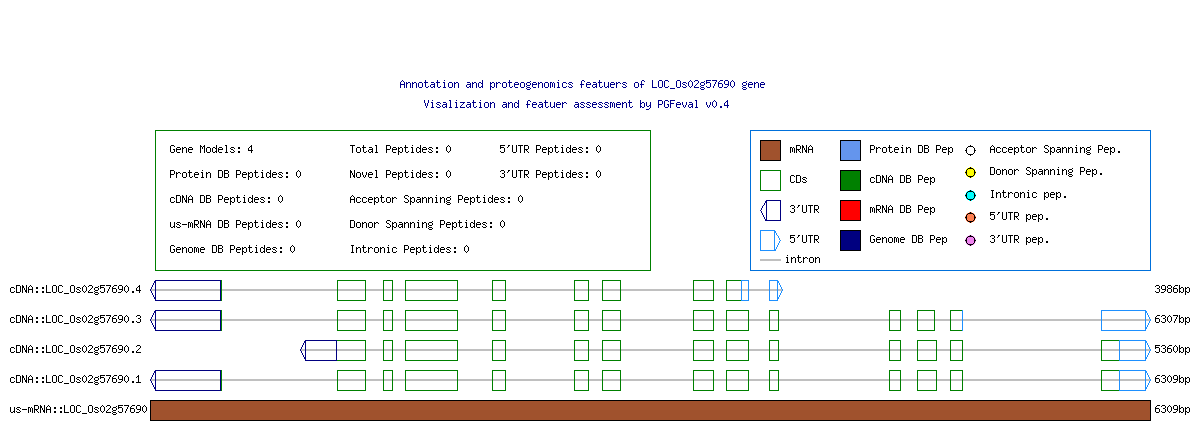 Annotation and proteogenomics featuers of LOC_Os02g57690 gene
Visalization and featuer assessment by PGFeval v0.4
Gene Models: 4 Total Peptides: 0 5'UTR Peptides: 0
Protein DB Peptides: 0 Novel Peptides: 0 3'UTR Peptides: 0
cDNA DB Peptides: 0 Acceptor Spanning Peptides: 0
us-mRNA DB Peptides: 0 Donor Spanning Peptides: 0
Genome DB Peptides: 0 Intronic Peptides: 0
mRNA Protein DB Pep Acceptor Spanning Pep.
CDs cDNA DB Pep Donor Spanning Pep.
3'UTR mRNA DB Pep Intronic pep.
5'UTR Genome DB Pep 5'UTR pep.
intron 3'UTR pep.
cDNA::LOC_Os02g57690.4 3986bp
cDNA::LOC_Os02g57690.3 6307bp
cDNA::LOC_Os02g57690.2 5360bp
cDNA::LOC_Os02g57690.1 6309bp
us-mRNA::LOC_Os02g57690 6309bp